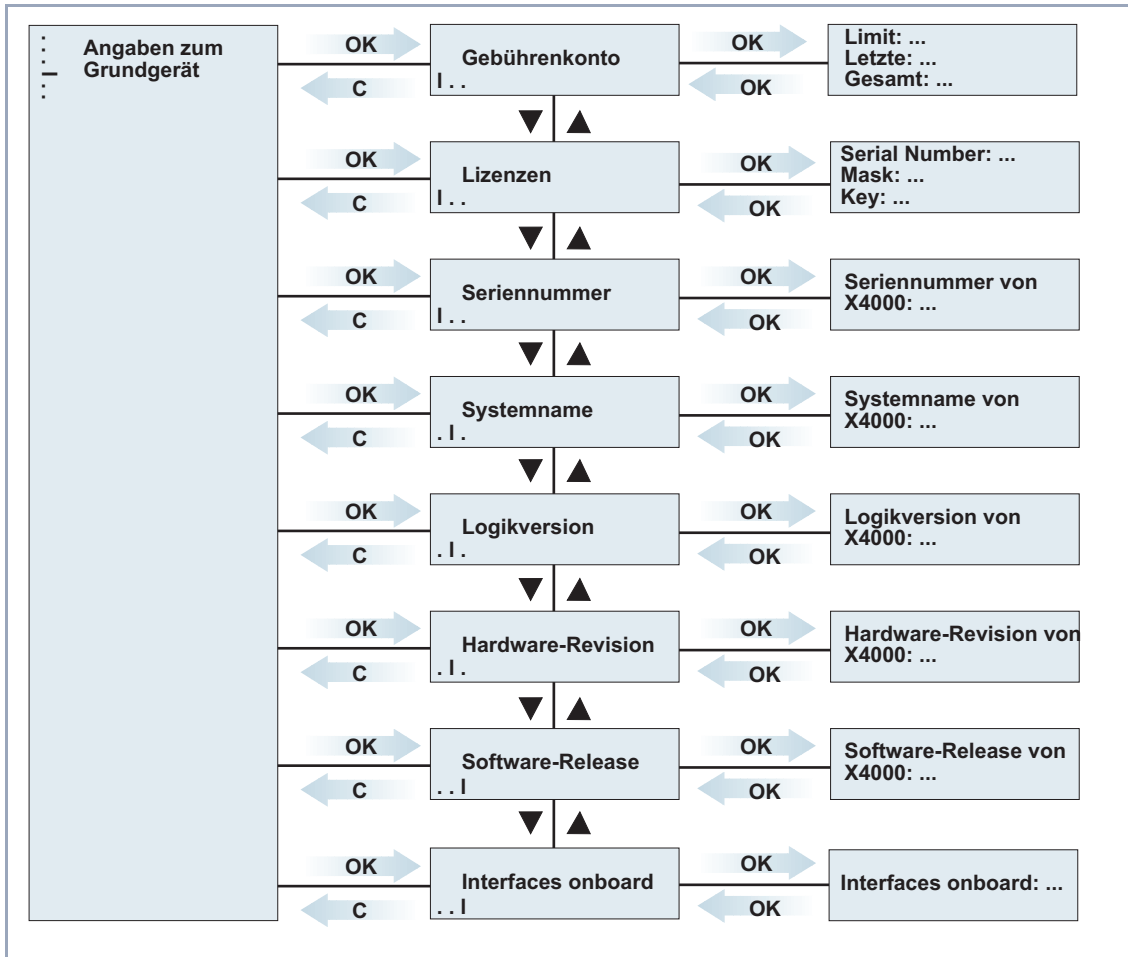 Angaben zum
Grundgerät
OK
C
Gebührenkonto
I . .
OK
OK
Limit: ...
Letzte: ...
Gesamt: ...
OK
C
Lizenzen
I . .
OK
OK
Serial Number: ...
Mask: ...
Key: ...
OK
C
Seriennummer
I . .
OK
OK
Seriennummer von
X4000: ...
OK
C
Systemname
. I .
OK
OK
Systemname von
X4000: ...
OK
C
Logikversion
. I .
OK
OK
Logikversion von
X4000: ...
OK
C
Hardware-Revision
. I .
OK
OK
Hardware-Revision von
X4000: ...
OK
C
Software-Release
. . I
OK
OK
Software-Release von
X4000: ...
OK
C
Interfaces onboard
. . I
OK
OK
Interfaces onboard: ...